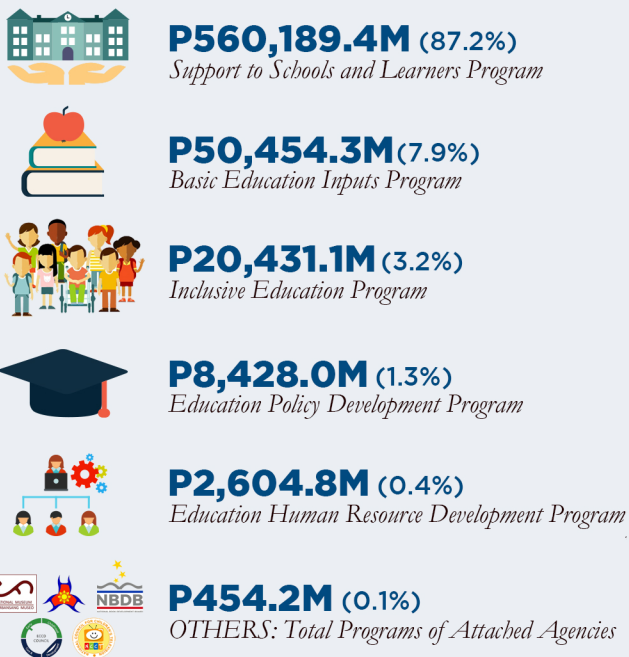 P560,189.4M (87.2%)
Support to Schools and Learners Program
P50,454.3M(7.9%)
Basic Education Inputs Program
P20,431.1M (3.2%)
Inclusive Education Program
P8,428.0M (1.3%)
Education Policy Development Program
P2,604.8M (0.4%)
Education Human Resource Development Program
NBDB
P454.2M (0.1%)
OTHERS: Total Programs of Attached Agencies
ECCD
COUNCIL